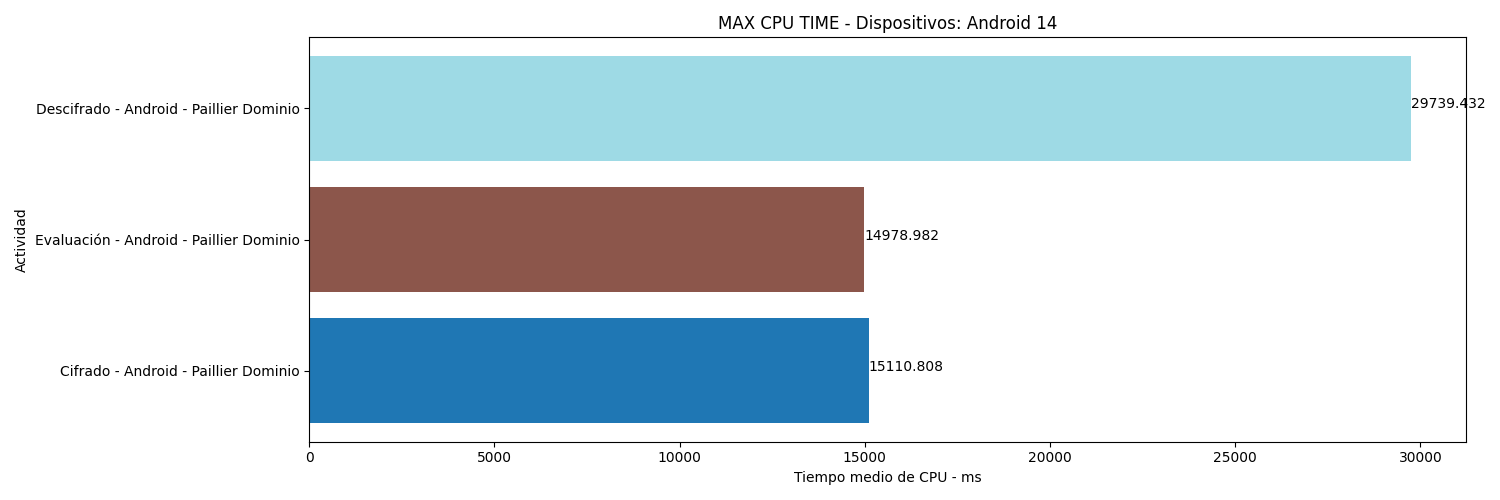 MAX CPU TIME - Dispositivos: Android 14
Actividad
Descifrado - Android - Paillier Dominio
29739.432
Evaluación - Android - Paillier Dominio
14978.982
Cifrado - Android - Paillier Dominio
15110.808
0 5000 10000 15000 20000 25000 30000
Tiempo medio de CPU - ms